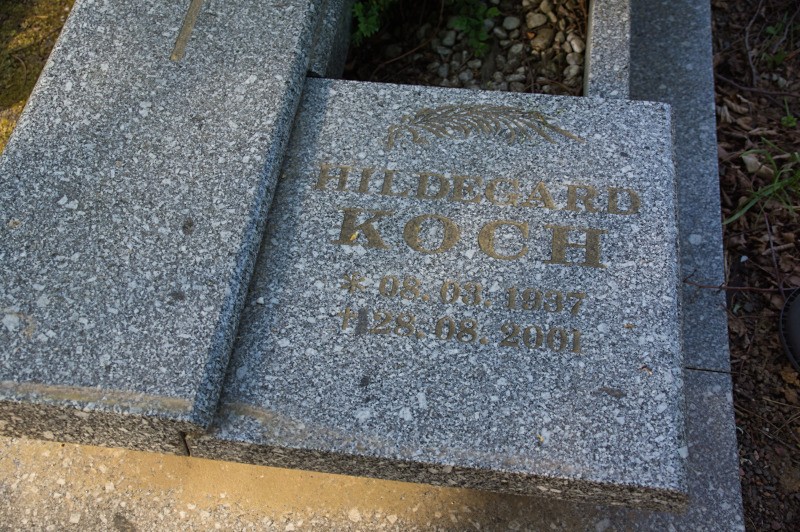 HILDEGARD
KOCH
* 08. 03. 1937
† 28. 08. 2001